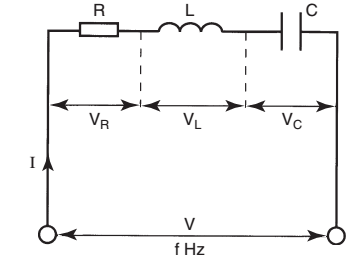 R L C
V_R V_L V_C
I
V
f Hz